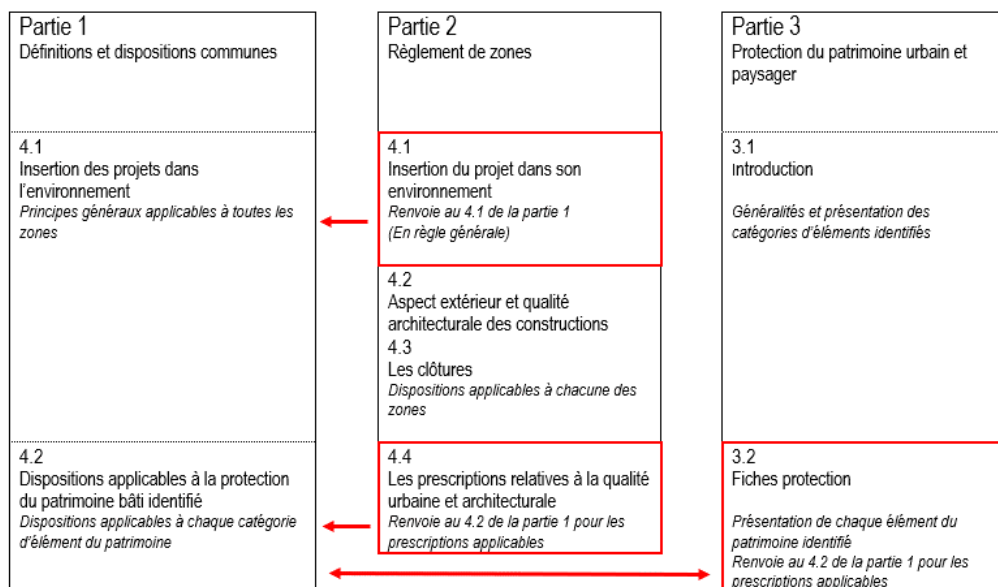 Partie 1
Définitions et dispositions communes
4.1
Insertion des projets dans
l'environnement
Principes généraux applicables à toutes les
zones
4.2
Dispositions applicables à la protection
du patrimoine bâti identifié
Dispositions applicables à chaque catégorie
d'élément du patrimoine
Partie 2
Règlement de zones
4.1
Insertion du projet dans son
environnement
Renvoie au 4.1 de la partie 1
(En règle générale)
4.2
Aspect extérieur et qualité
architecturale des constructions
4.3
Les clôtures
Dispositions applicables à chacune des
zones
4.4
Les prescriptions relatives à la qualité
urbaine et architecturale
Renvoie au 4.2 de la partie 1 pour les
prescriptions applicables
Partie 3
Protection du patrimoine urbain et
paysager
3.1
Introduction
Généralités et présentation des
catégories d'éléments identifiés
3.2
Fiches protection
Présentation de chaque élément du
patrimoine identifié
Renvoie au 4.2 de la partie 1 pour les
prescriptions applicables